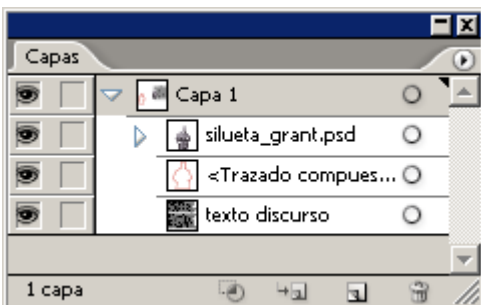 Capas
Capa 1
silueta_grant.psd
<Trazado compues...
texto discurso
1 capa